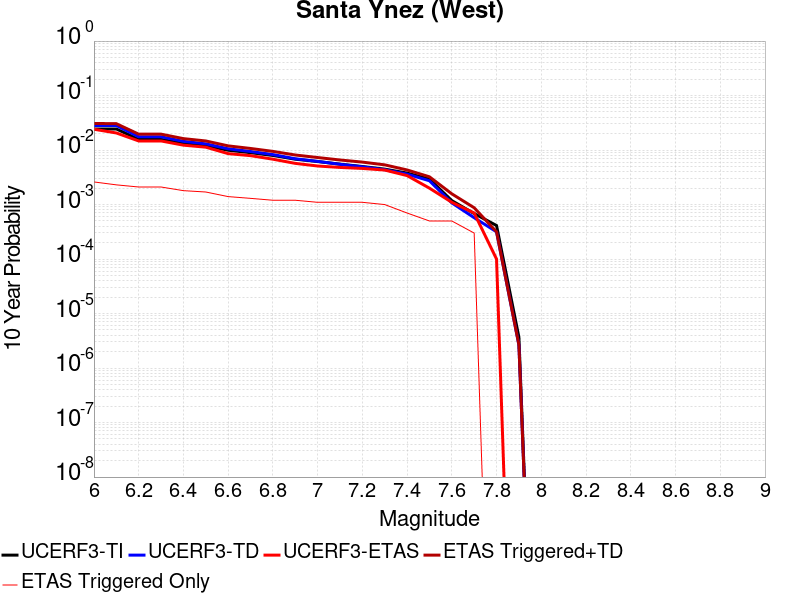 Santa Ynez (West)
10^0
10^-1
10^-2
10^-3
10^-4
10^-5
10^-6
10^-7
10^-8
10 Year Probability
6 6.2 6.4 6.6 6.8 7 7.2 7.4 7.6 7.8 8 8.2 8.4 8.6 8.8 9
Magnitude
UCERF3-TI UCERF3-TD UCERF3-ETAS ETAS Triggered+TD
ETAS Triggered Only